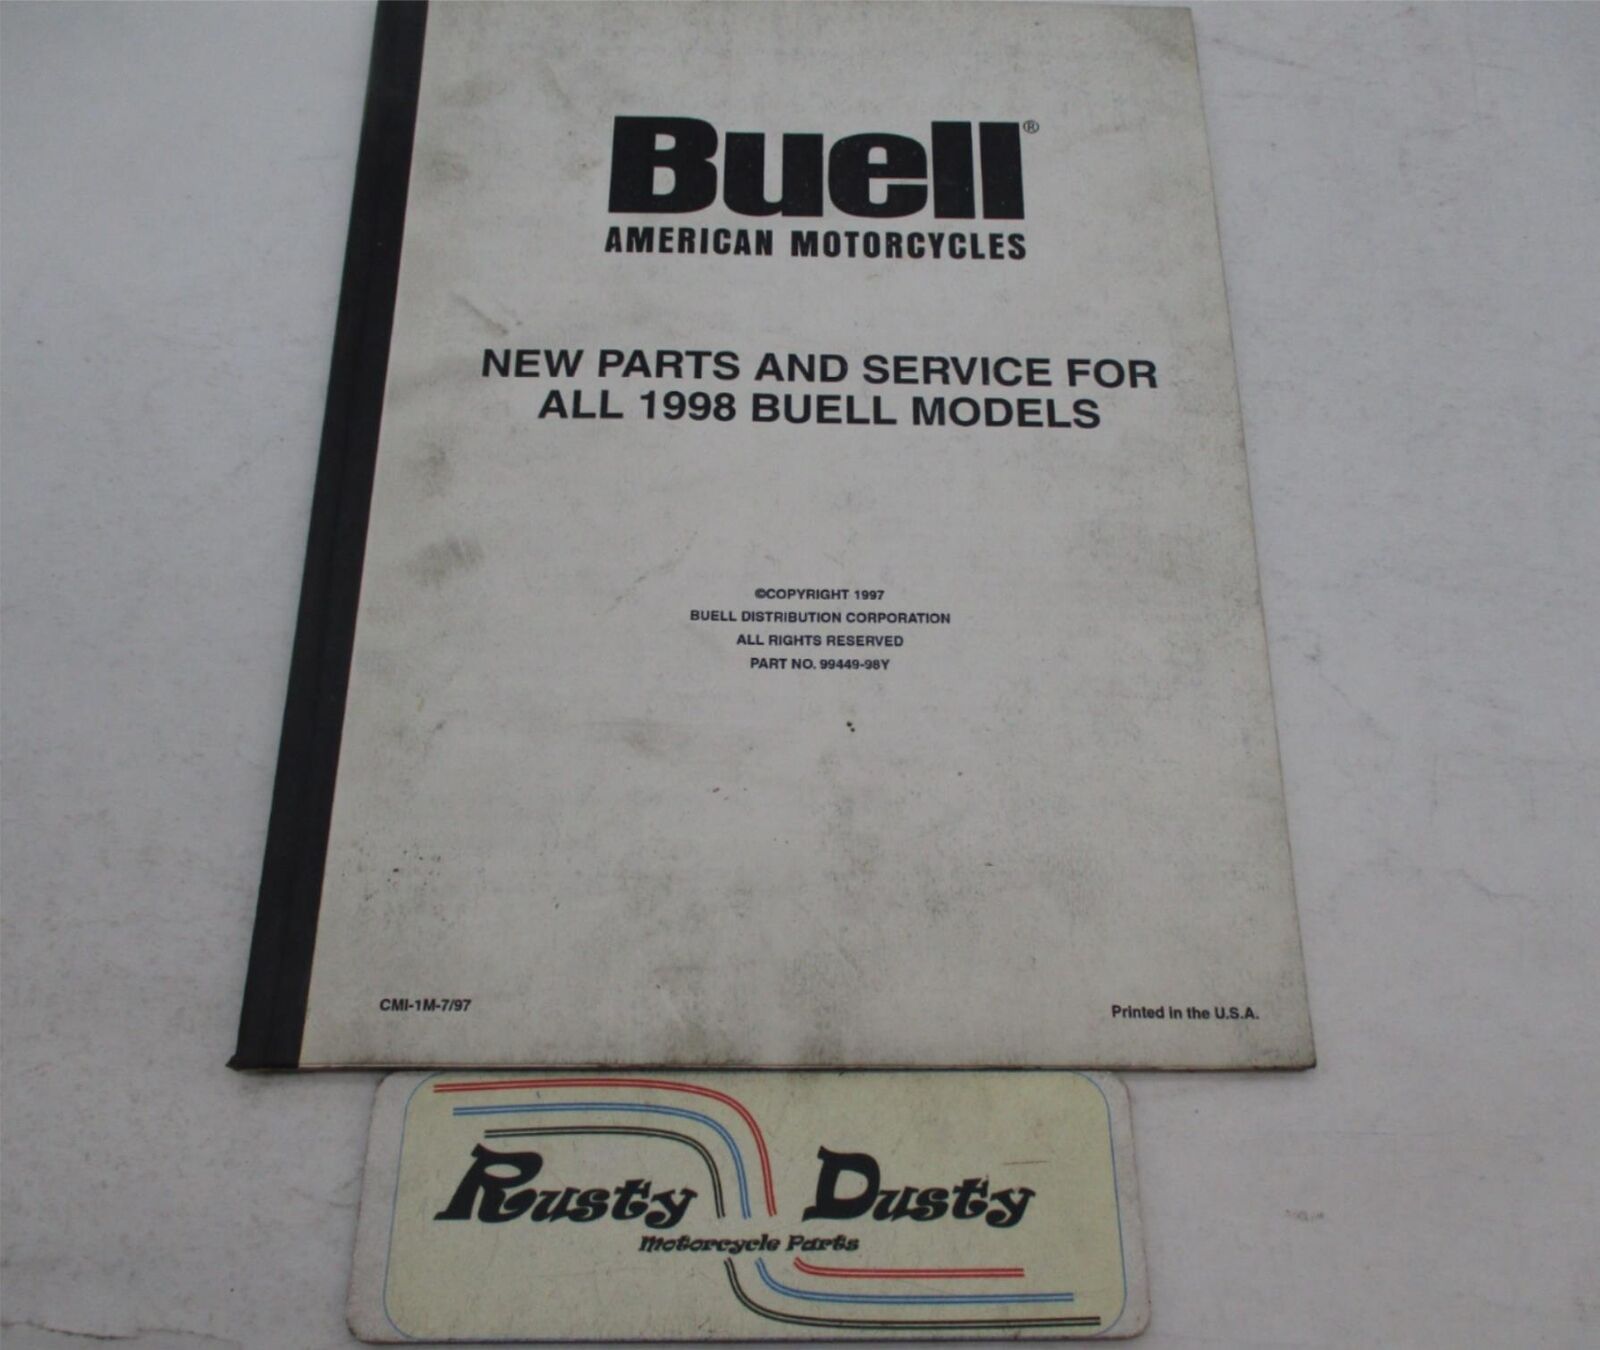 Buell®
AMERICAN MOTORCYCLES
NEW PARTS AND SERVICE FOR
ALL 1998 BUELL MODELS
©COPYRIGHT 1997
BUELL DISTRIBUTION CORPORATION
ALL RIGHTS RESERVED
PART NO. 99449-98Y
CMI-1M-7/97
Printed in the U.S.A.
Rusty Dusty
Motorcycle Parts